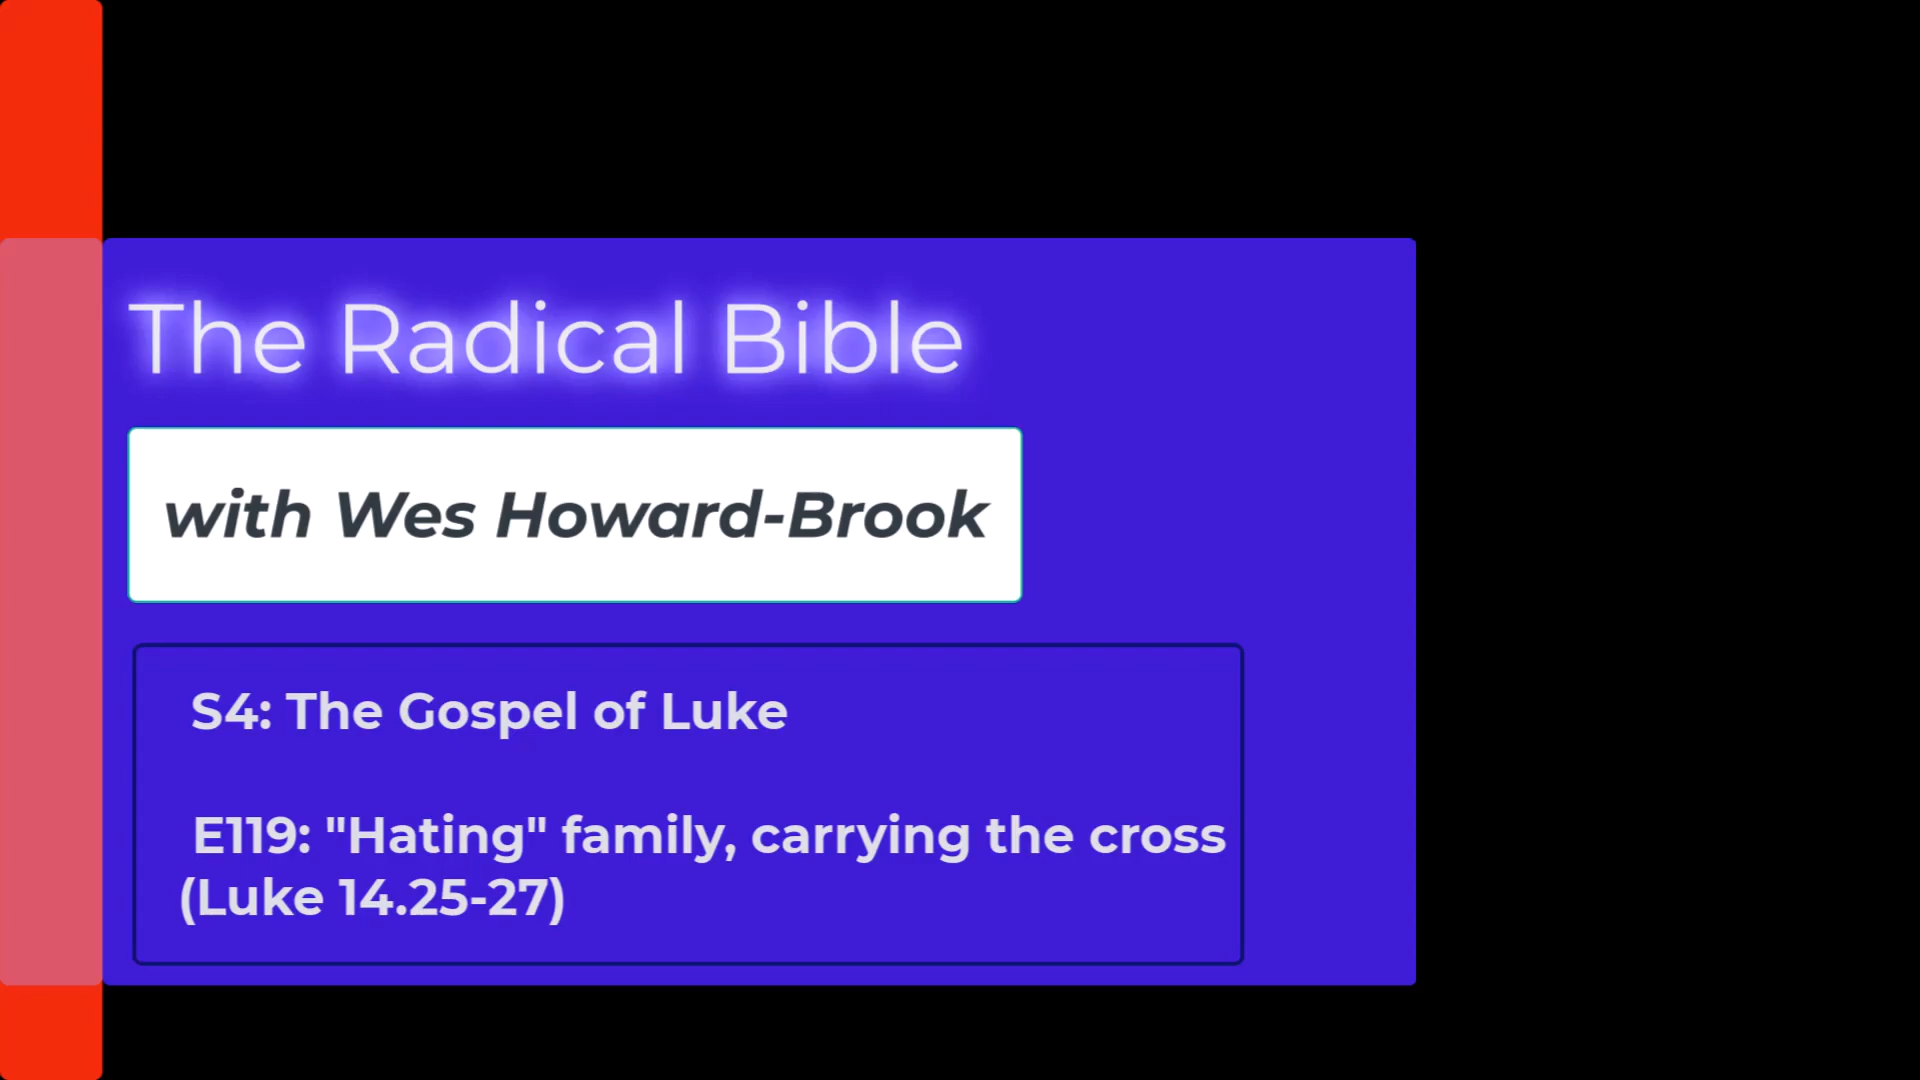 The Radical Bible
with Wes Howard-Brook
S4: The Gospel of Luke
E119: "Hating" family, carrying the cross
(Luke 14.25-27)